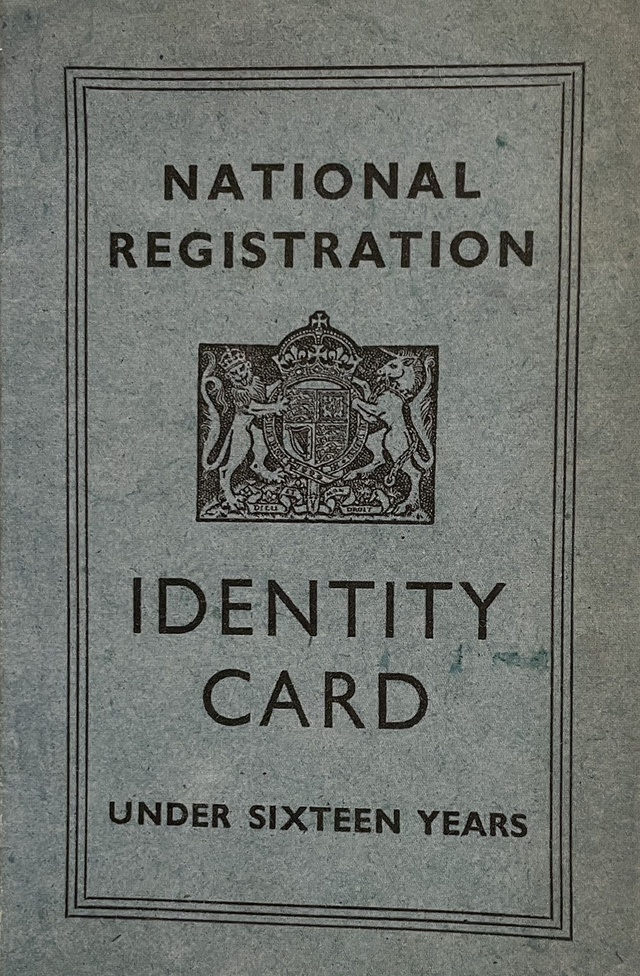 NATIONAL
REGISTRATION
DIEU DROIT
IDENTITY
CARD
UNDER SIXTEEN YEARS